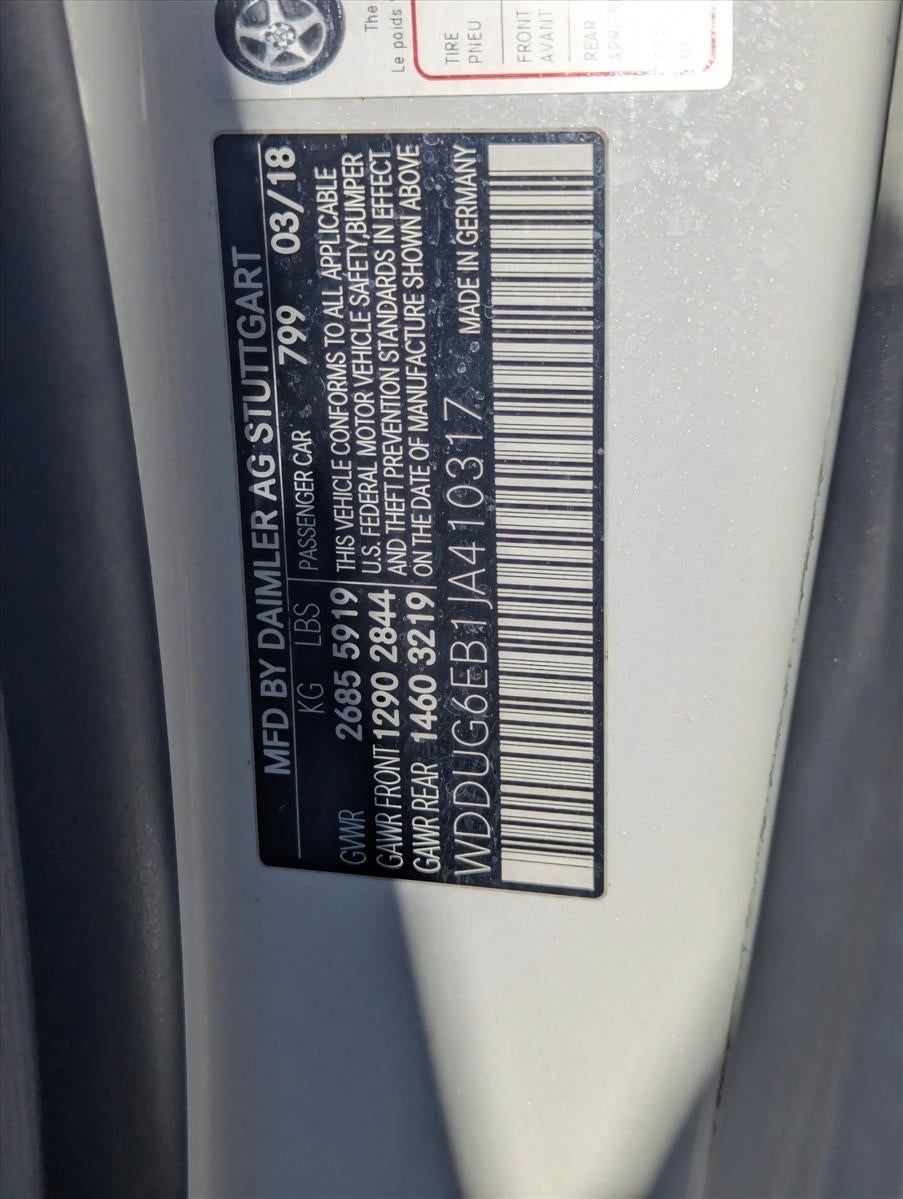 MFD BY DAIMLER AG STUTTGART
KG LBS PASSENGER CAR 799 03/18
GVWR 2685 5919
GAWR FRONT 1290 2844
GAWR REAR 1460 3219
THIS VEHICLE CONFORMS TO ALL APPLICABLE
U.S. FEDERAL MOTOR VEHICLE SAFETY,BUMPER
AND THEFT PREVENTION STANDARDS IN EFFECT
ON THE DATE OF MANUFACTURE SHOWN ABOVE
WDDUG6EB1JA410317 MADE IN GERMANY
The
Le poids
TIRE
PNEU
FRONT
AVANT
REAR